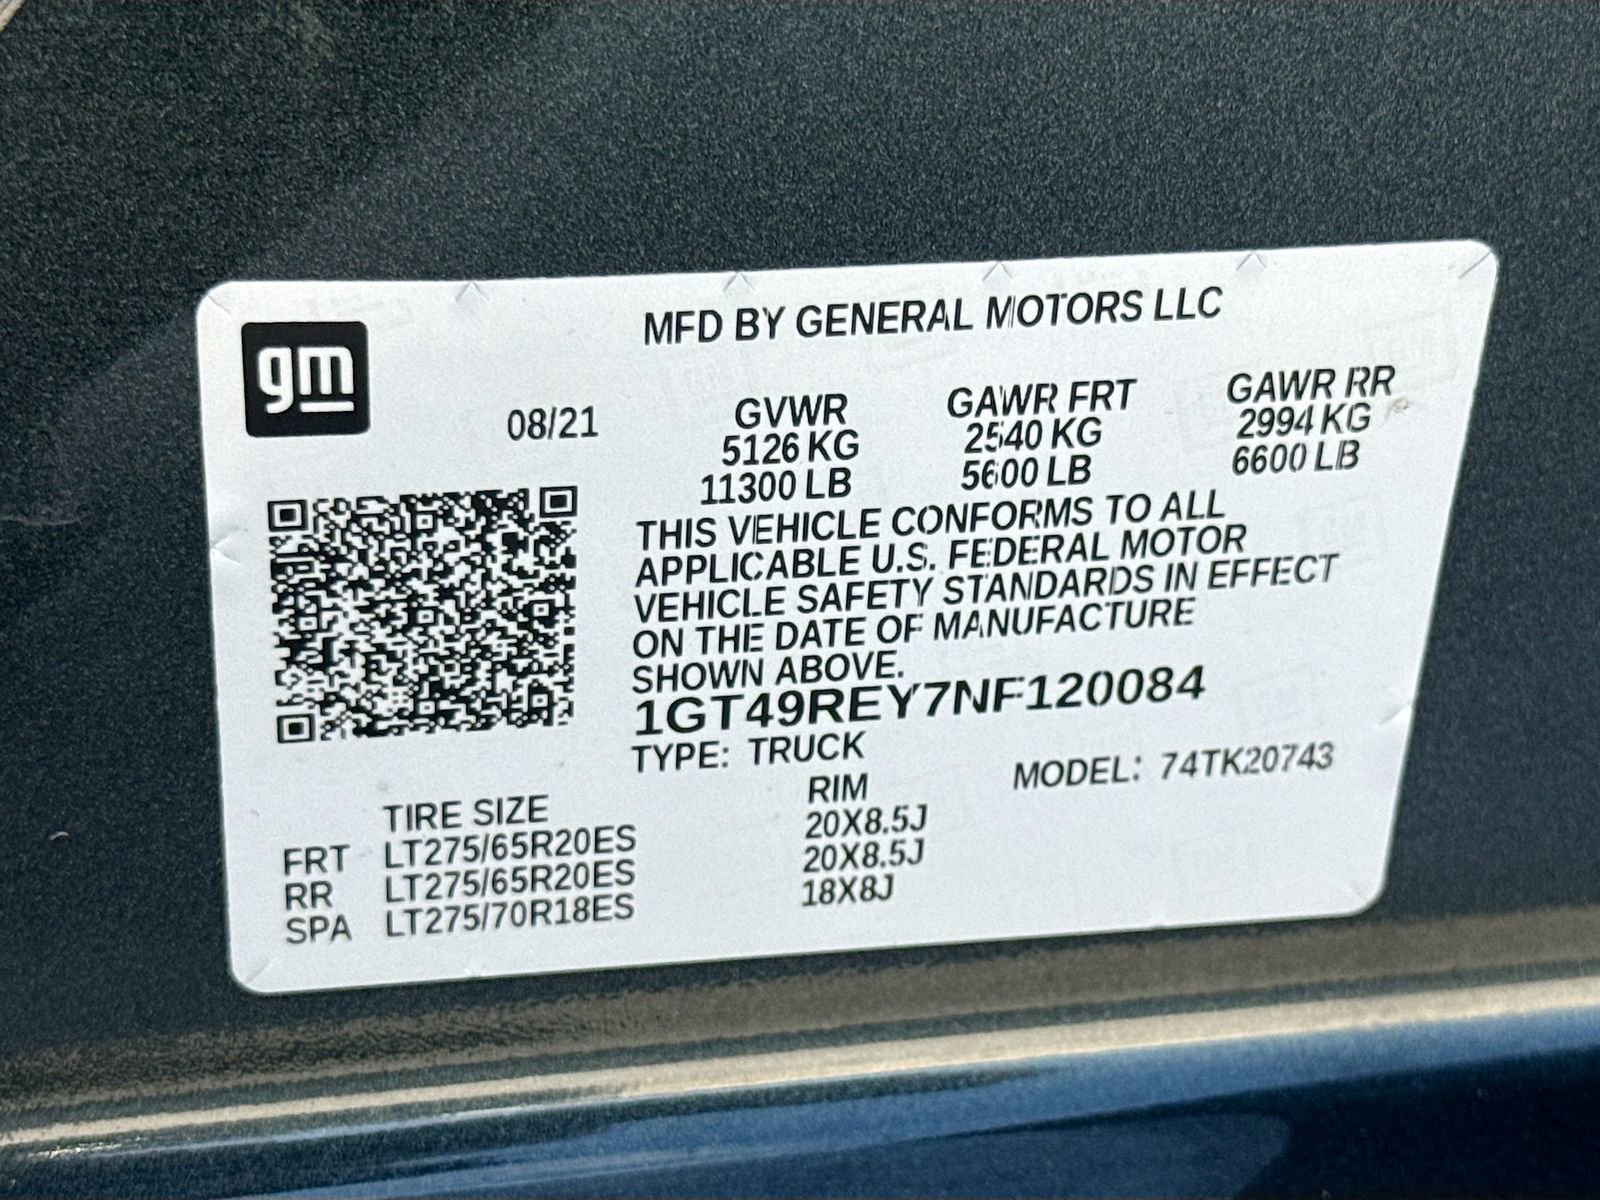 gm
MFD BY GENERAL MOTORS LLC
08/21 GVWR GAWR FRT GAWR RR
5126 KG 2540 KG 2994 KG
11300 LB 5600 LB 6600 LB
THIS VEHICLE CONFORMS TO ALL
APPLICABLE U.S. FEDERAL MOTOR
VEHICLE SAFETY STANDARDS IN EFFECT
ON THE DATE OF MANUFACTURE
SHOWN ABOVE.
1GT49REY7NF120084
TYPE: TRUCK MODEL: 74TK20743
TIRE SIZE RIM
FRT LT275/65R20ES 20X8.5J
RR LT275/65R20ES 20X8.5J
SPA LT275/70R18ES 18X8J